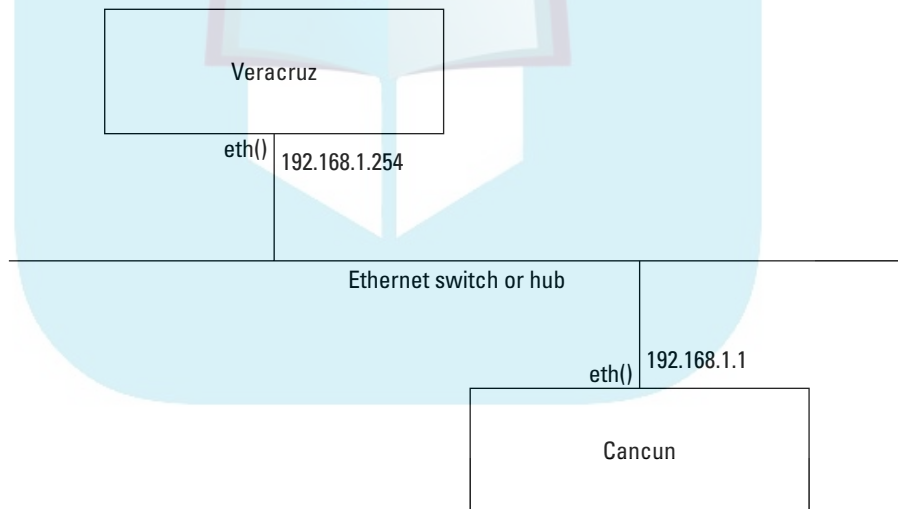 Veracruz
eth()
192.168.1.254
Ethernet switch or hub
192.168.1.1
eth()
Cancun